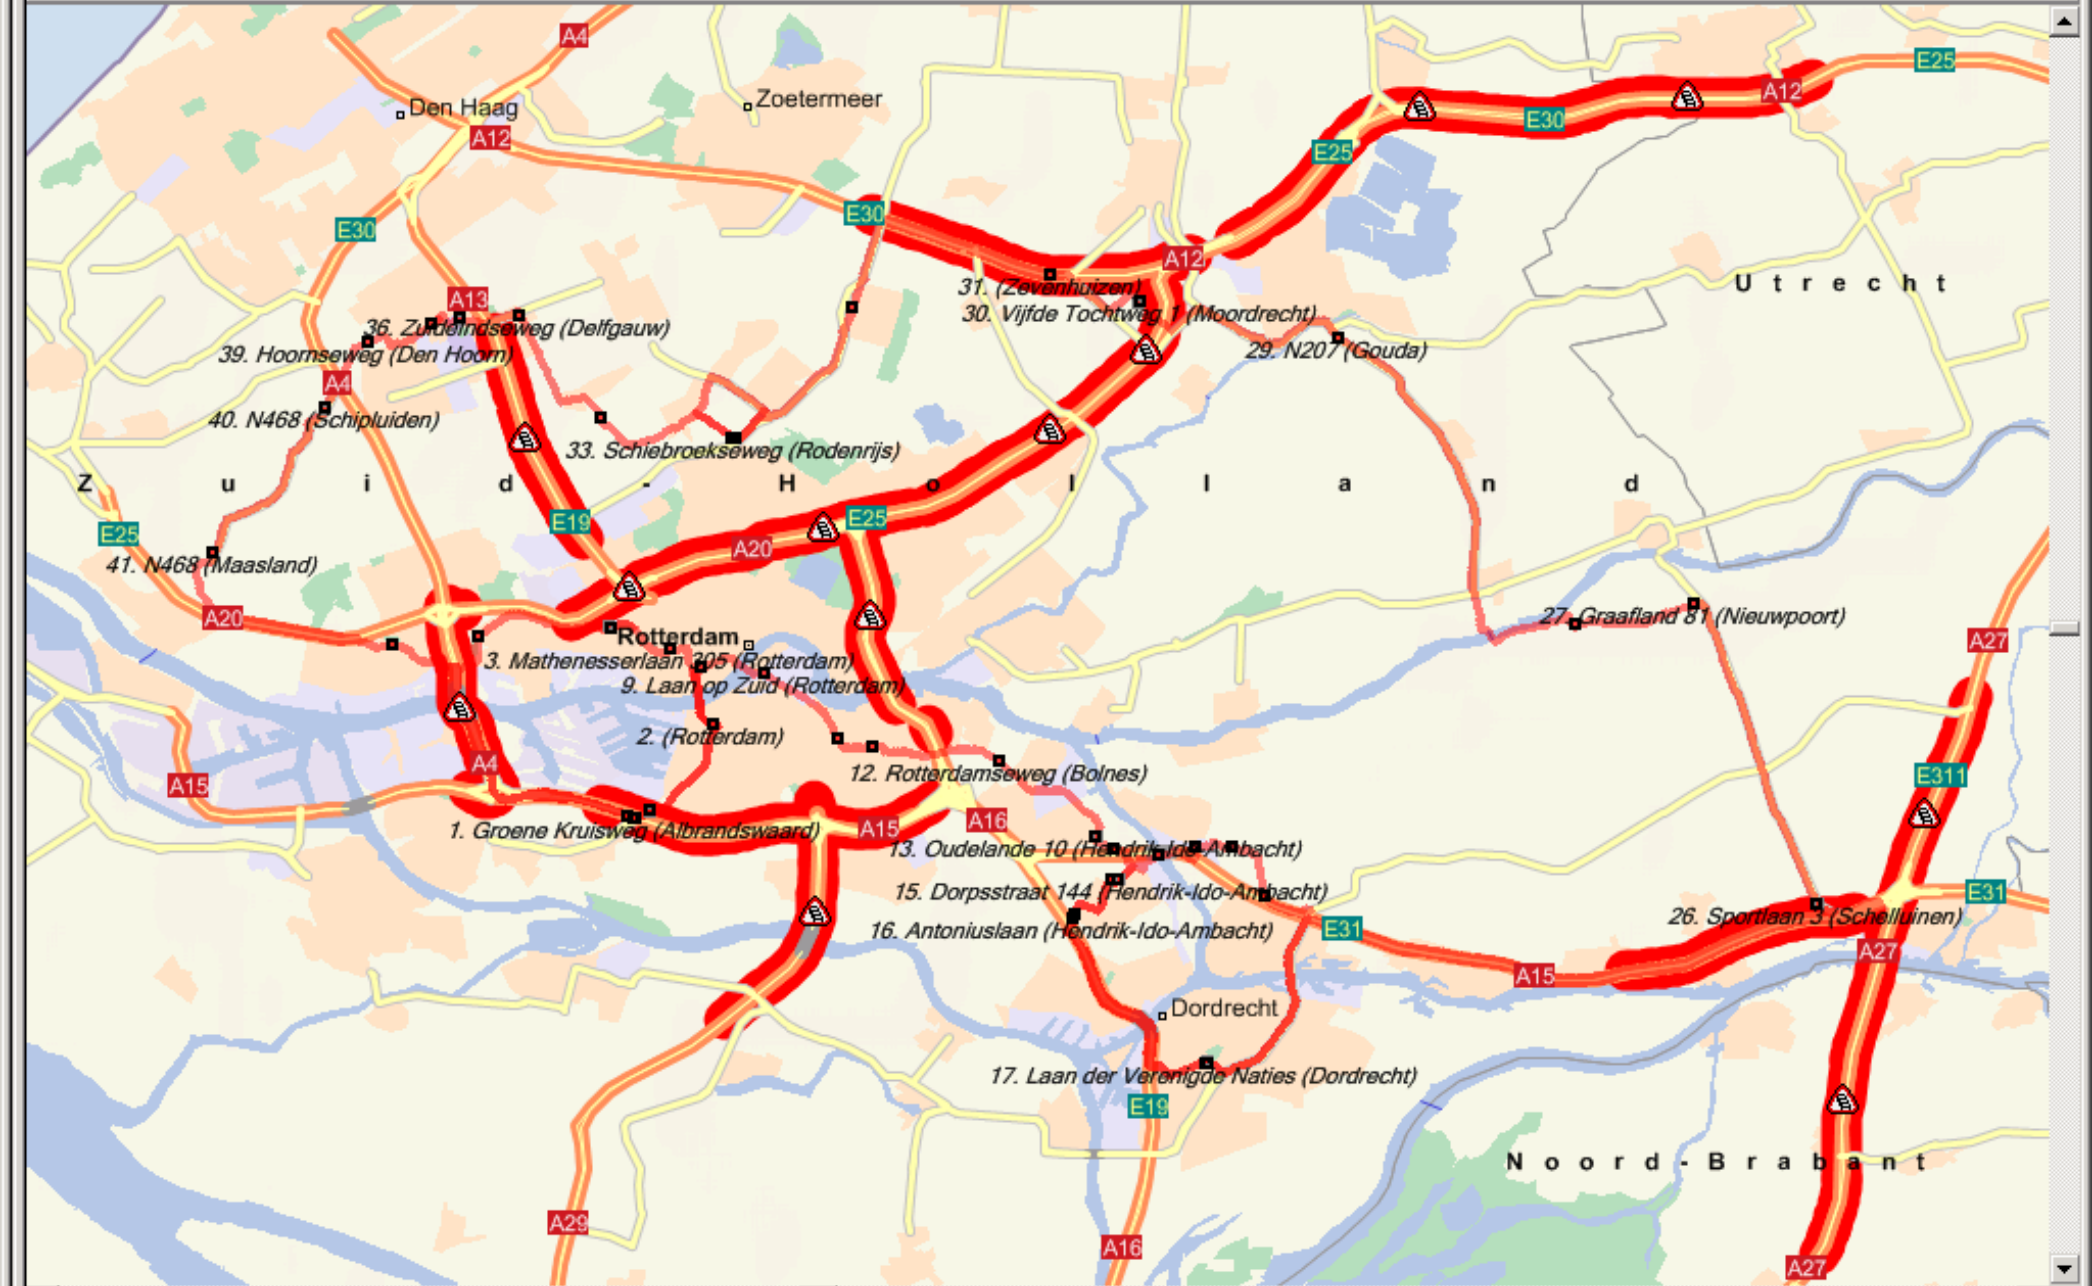 A4
Den Haag
Zoetermeer
E25
A12
E30
A12
E25
E30
E30
A12
Utrecht
31. (Zevenhuizen)
A13
30. Vijfde Tochtweg 1 (Moordrecht)
36. Zuideindseweg (Delfgauw)
29. N207 (Gouda)
39. Hoornseweg (Den Hoorn)
A4
40. N468 (Schipluiden)
33. Schiebroekseweg (Rodenrijs)
Zuid-Holland
E25
E19
E25
A20
41. N468 (Maasland)
A20
27. Graafland 81 (Nieuwpoort)
Rotterdam
A27
3. Mathenesserlaan 305 (Rotterdam)
9. Laan op Zuid (Rotterdam)
2. (Rotterdam)
A4
12. Rotterdamseweg (Bolnes)
E311
A15
1. Groene Kruisweg (Albrandswaard)
A15
A16
13. Oudelande 10 (Hendrik-Ido-Ambacht)
15. Dorpsstraat 144 (Hendrik-Ido-Ambacht)
E31
26. Sportlaan 3 (Schelluinen)
16. Antoniuslaan (Hendrik-Ido-Ambacht)
E31
A27
A15
Dordrecht
17. Laan der Verenigde Naties (Dordrecht)
E19
Noord-Brabant
A29
A16
A27